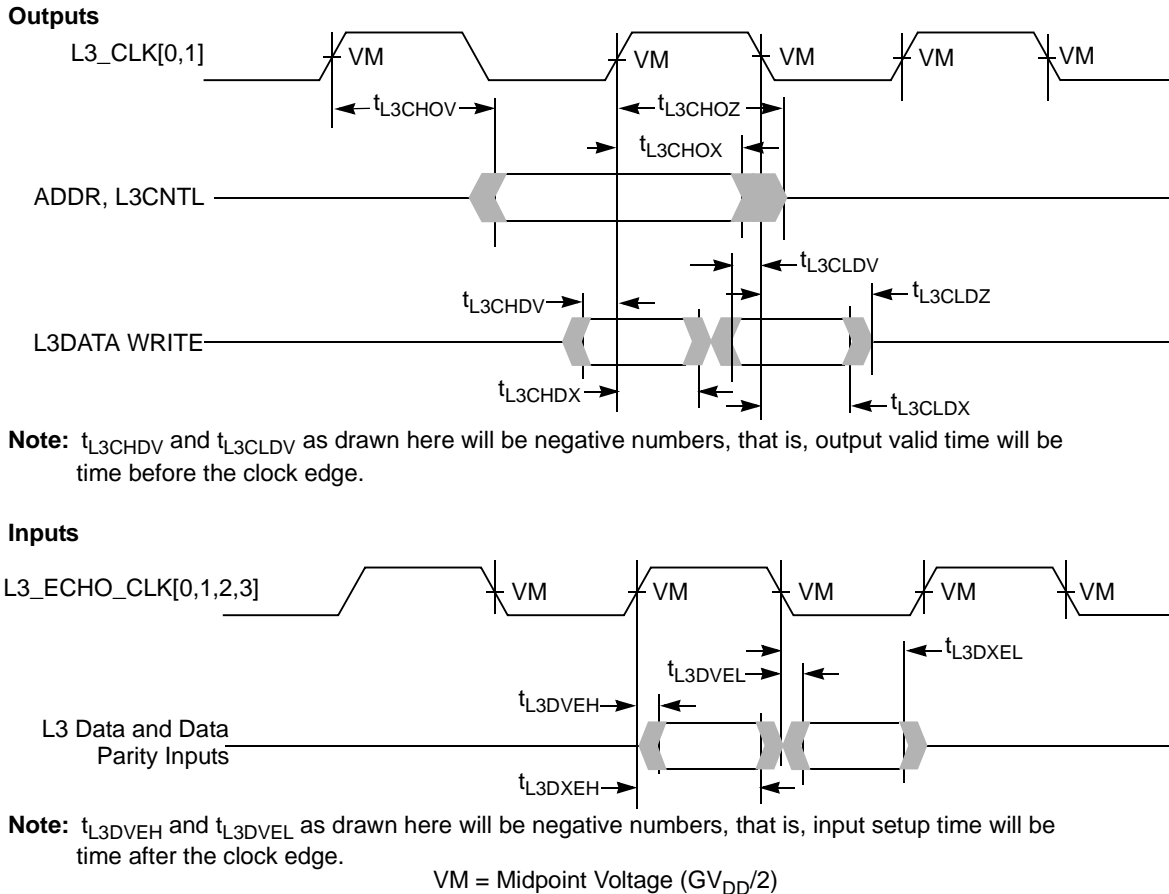 Outputs
L3_CLK[0,1]
VM
VM
VM
VM
VM
tL3CHOV
tL3CHOZ
tL3CHOX
ADDR, L3CNTL
tL3CLDV
tL3CHDV
tL3CLDZ
L3DATA WRITE
tL3CHDX
tL3CLDX
Note: tL3CHDV and tL3CLDV as drawn here will be negative numbers, that is, output valid time will be
time before the clock edge.
Inputs
L3_ECHO_CLK[0,1,2,3]
VM
VM
VM
VM
VM
tL3DXEL
tL3DVEL
tL3DVEH
L3 Data and Data
Parity Inputs
tL3DXEH
Note: tL3DVEH and tL3DVEL as drawn here will be negative numbers, that is, input setup time will be
time after the clock edge.
VM = Midpoint Voltage (GVDD/2)